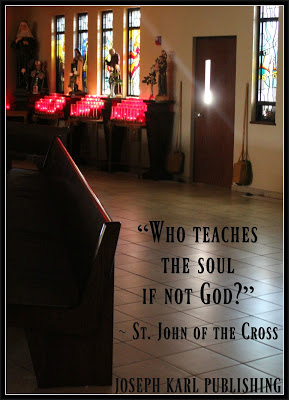 “Who teaches
the soul
if not God?”
~ St. John of the Cross
Joseph Karl Publishing